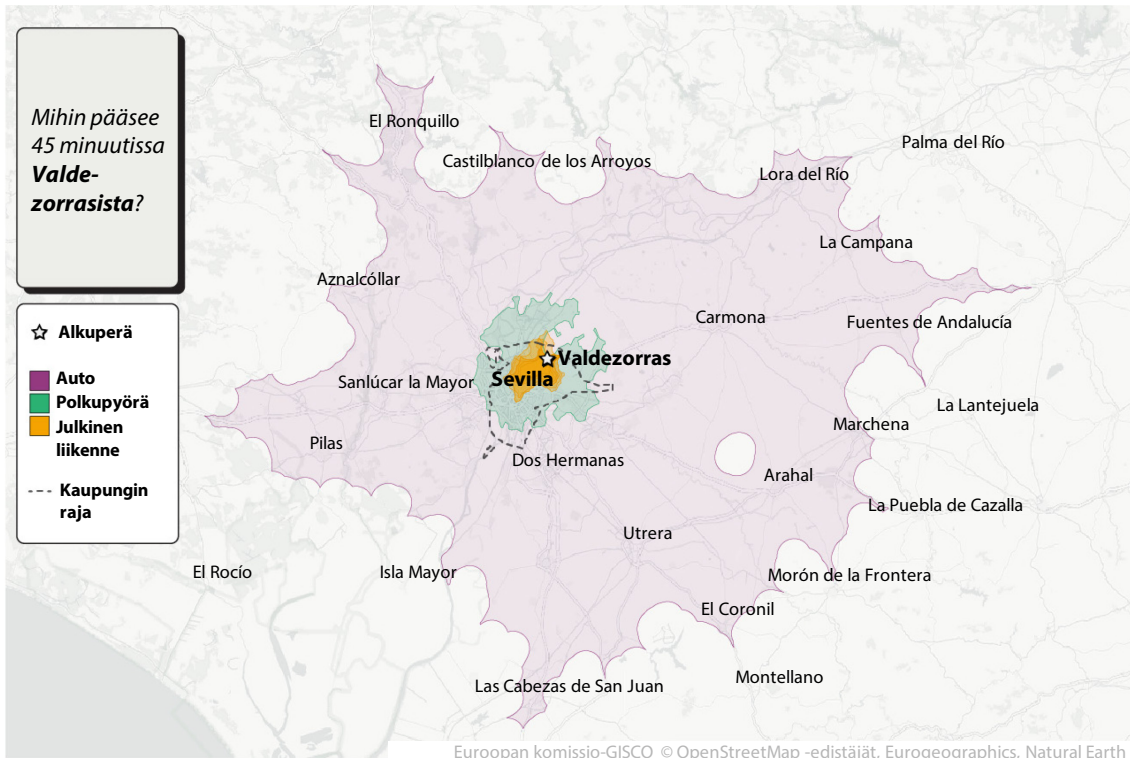 Mihin pääsee
45 minuutissa
Valde-
zorrasista?
Alkuperä
Auto
Polkupyörä
Julkinen
liikenne
Kaupungin
raja
El Ronquillo
Castilblanco de los Arroyos
Palma del Río
Lora del Río
La Campana
Aznalcóllar
Carmona
Fuentes de Andalucía
Valdezorras
Sevilla
Sanlúcar la Mayor
La Lantejuela
Marchena
Pilas
Dos Hermanas
Arahal
La Puebla de Cazalla
Utrera
El Rocío
Isla Mayor
Morón de la Frontera
El Coronil
Montellano
Las Cabezas de San Juan
Euroopan komissio-GISCO © OpenStreetMap -edistäjät, Eurogeographics, Natural Earth